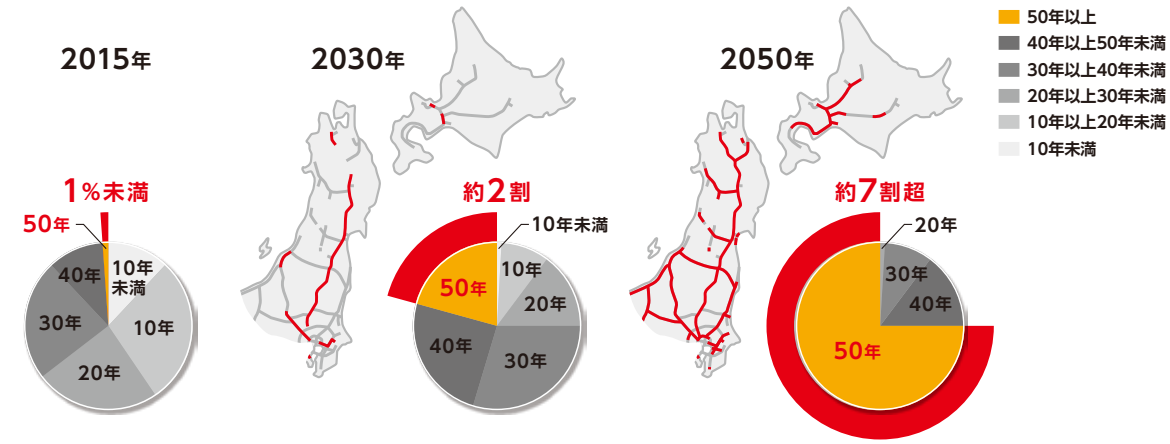 2015年
1%未満
50年
40年
10年
未満
30年
10年
20年
2030年
約2割
10年未満
50年
10年
20年
40年
30年
2050年
約7割超
20年
30年
40年
50年
50年以上
40年以上50年未満
30年以上40年未満
20年以上30年未満
10年以上20年未満
10年未満